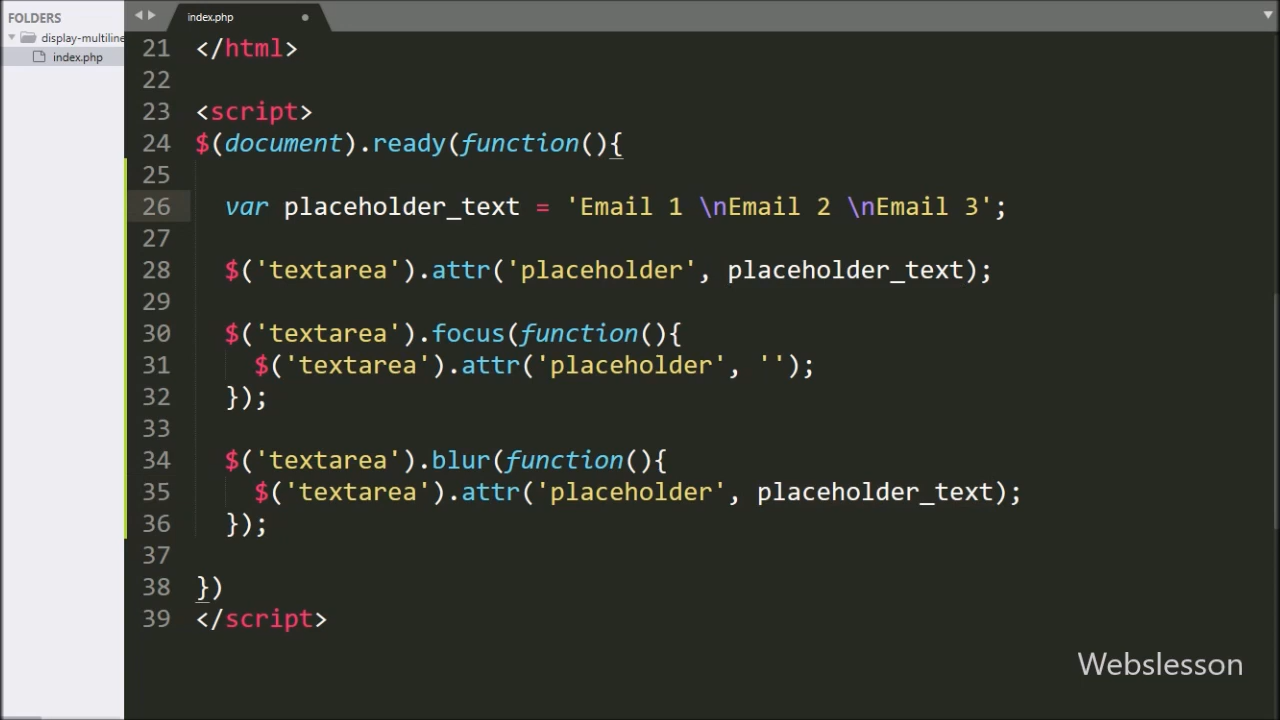 FOLDERS
display-multiline
index.php
index.php
21 </html>
22
23 <script>
24 $(document).ready(function(){
25
26 var placeholder_text = 'Email 1 \nEmail 2 \nEmail 3';
27
28 $('textarea').attr('placeholder', placeholder_text);
29
30 $('textarea').focus(function(){
31 $('textarea').attr('placeholder', '');
32 });
33
34 $('textarea').blur(function(){
35 $('textarea').attr('placeholder', placeholder_text);
36 });
37
38 })
39 </script>
Webslesson